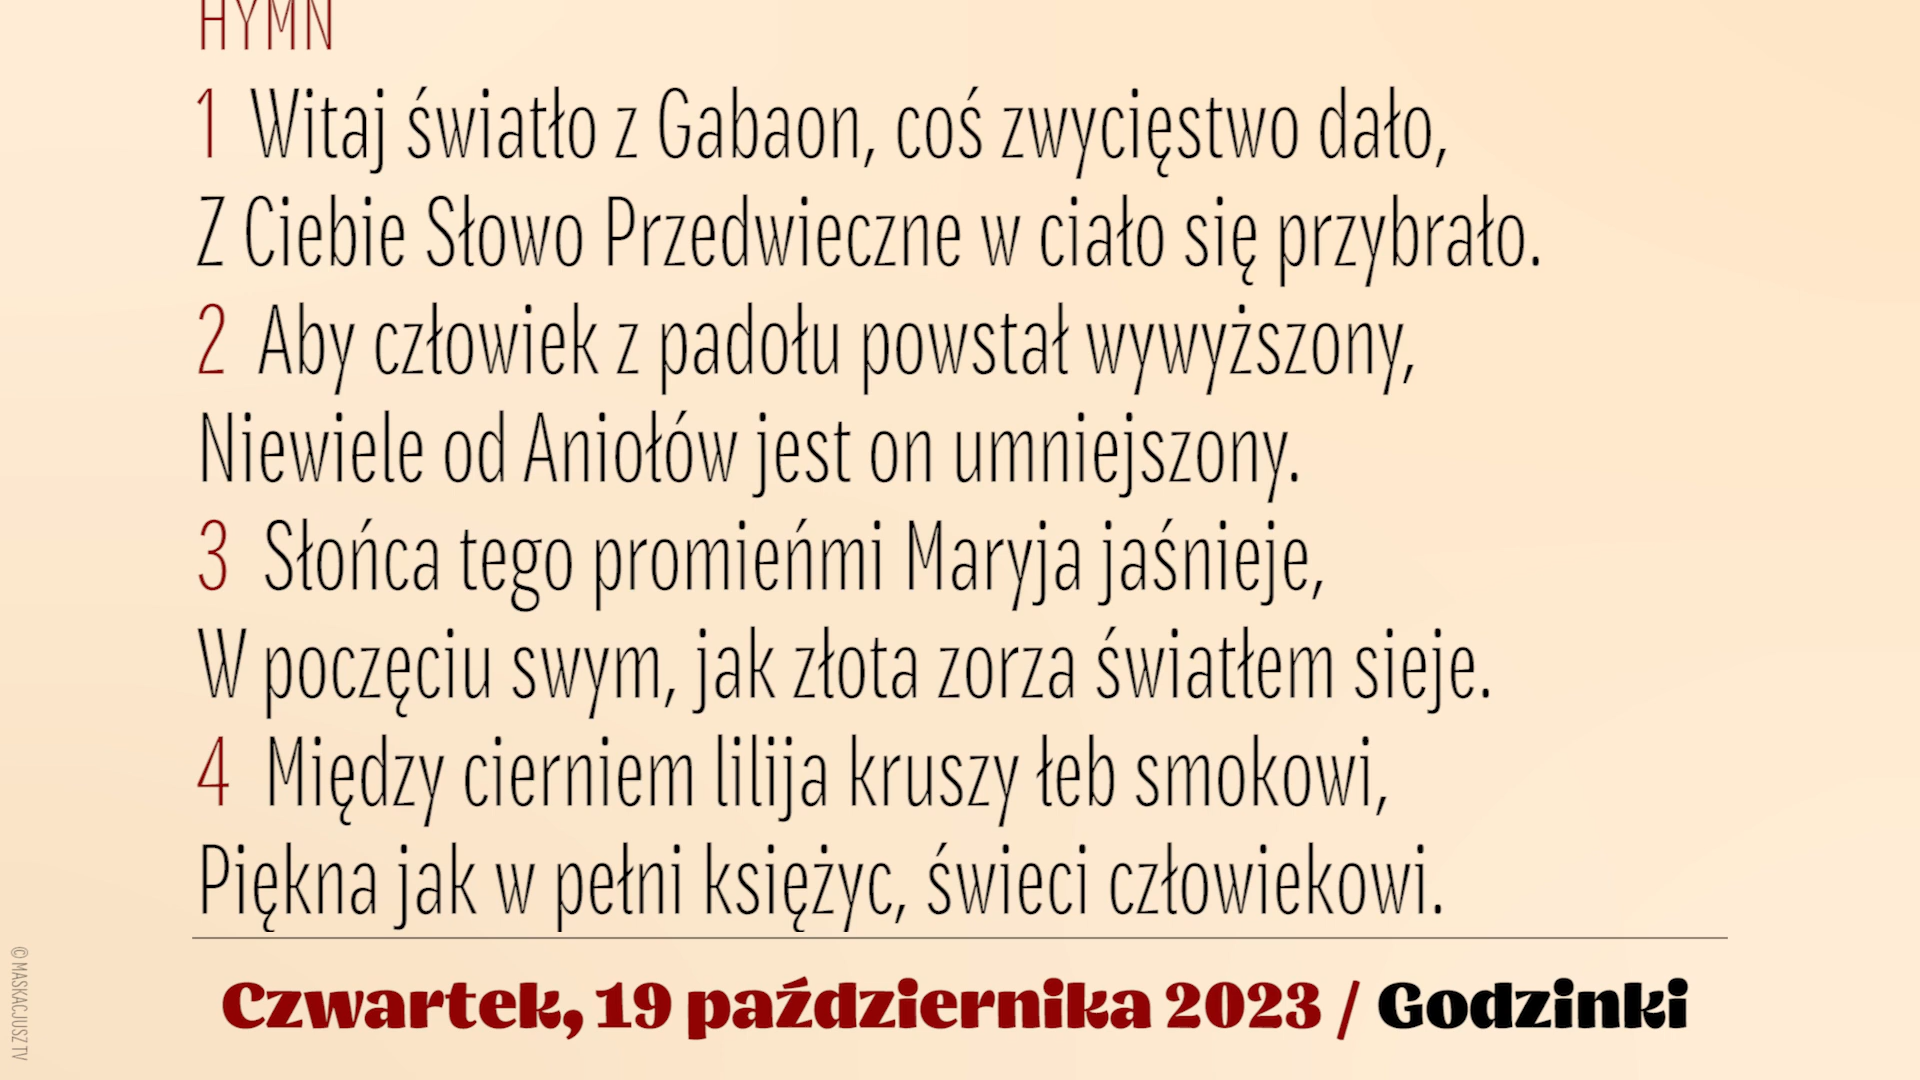 HYMN
1 Witaj światło z Gabaon, coś zwycięstwo dało,
Z Ciebie Słowo Przedwieczne w ciało się przybrało.
2 Aby człowiek z padołu powstał wywyższony,
Niewiele od Aniołów jest on umniejszony.
3 Słońca tego promieńmi Maryja jaśnieje,
W poczęciu swym, jak złota zorza światłem sieje.
4 Między cierniem lilija kruszy łeb smokowi,
Piękna jak w pełni księżyc, świeci człowiekowi.
Czwartek, 19 października 2023 / Godzinki
© MASKACJUSZ TV